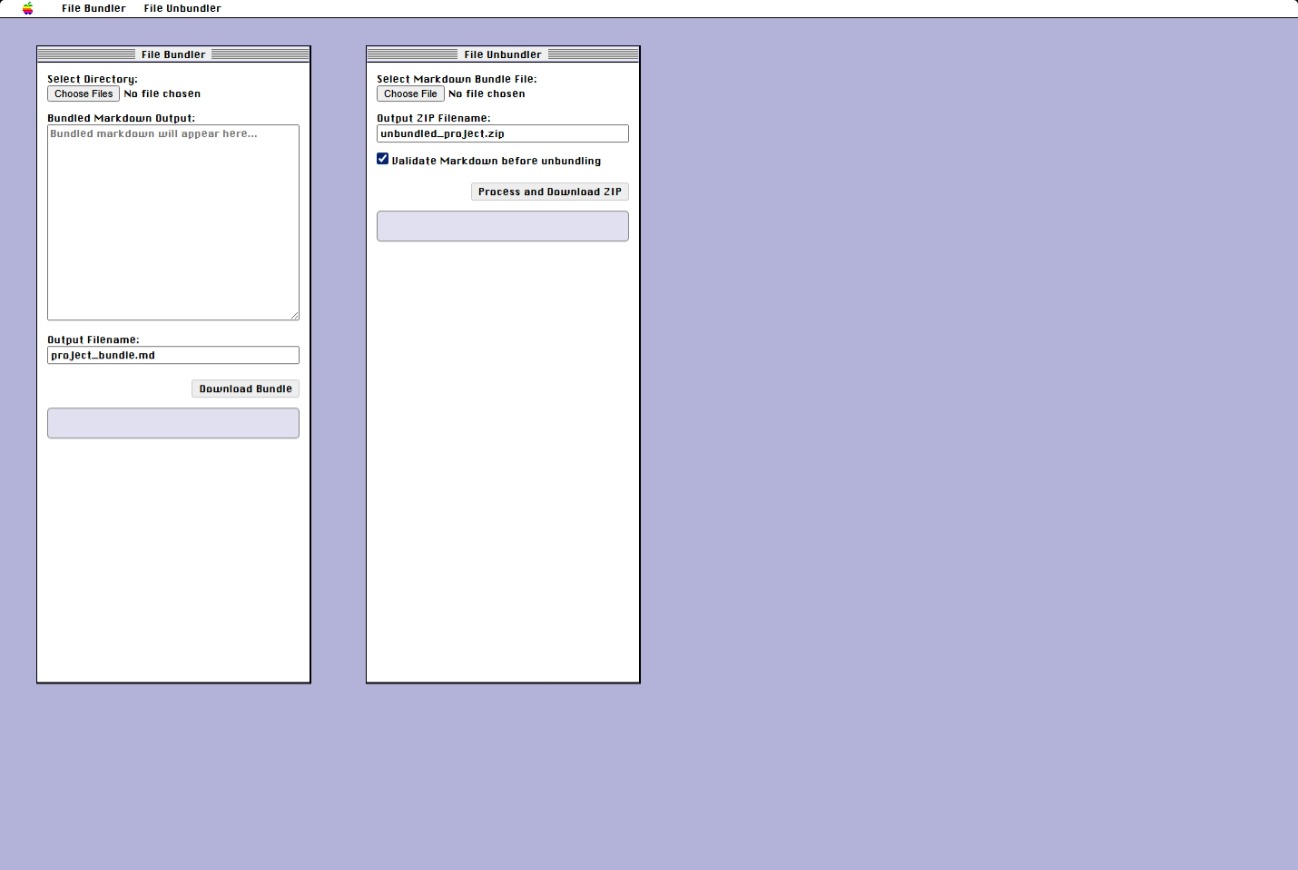 File Bundler File Unbundler
File Bundler
Select Directory:
Choose Files No file chosen
Bundled Markdown Output:
Bundled markdown will appear here...
Output Filename:
project_bundle.md
Download Bundle
File Unbundler
Select Markdown Bundle File:
Choose File No file chosen
Output ZIP Filename:
unbundled_project.zip
Validate Markdown before unbundling
Process and Download ZIP